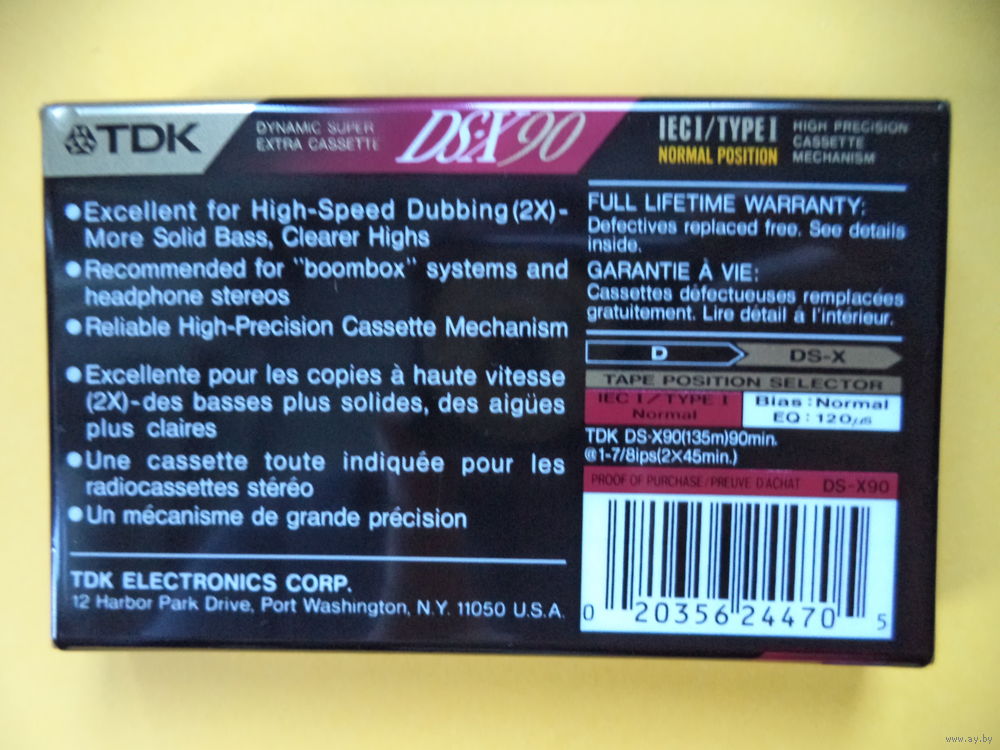 TDK
DYNAMIC SUPER
EXTRA CASSETTE
DS-X90
IEC I/TYPE I
NORMAL POSITION
HIGH PRECISION
CASSETTE
MECHANISM
●Excellent for High-Speed Dubbing(2X)-
More Solid Bass, Clearer Highs
●Recommended for "boombox" systems and
headphone stereos
●Reliable High-Precision Cassette Mechanism
●Excellente pour les copies à haute vitesse
(2X)-des basses plus solides, des aigües
plus claires
●Une cassette toute indiquée pour les
radiocassettes stéréo
●Un mécanisme de grande précision
TDK ELECTRONICS CORP.
12 Harbor Park Drive, Port Washington, N.Y. 11050 U.S.A.
FULL LIFETIME WARRANTY:
Defectives replaced free. See details
inside.
GARANTIE À VIE:
Cassettes défectueuses remplacées
gratuitement. Lire détail à l'intérieur.
D DS-X
TAPE POSITION SELECTOR
IEC I/TYPE I
Normal
Bias:Normal
EQ:120μs
TDK DS-X90(135m)90min.
@1-7/8ips(2×45min.)
PROOF OF PURCHASE/PREUVE D'ACHAT DS-X90
0 20356 24470 5
www.ay.by